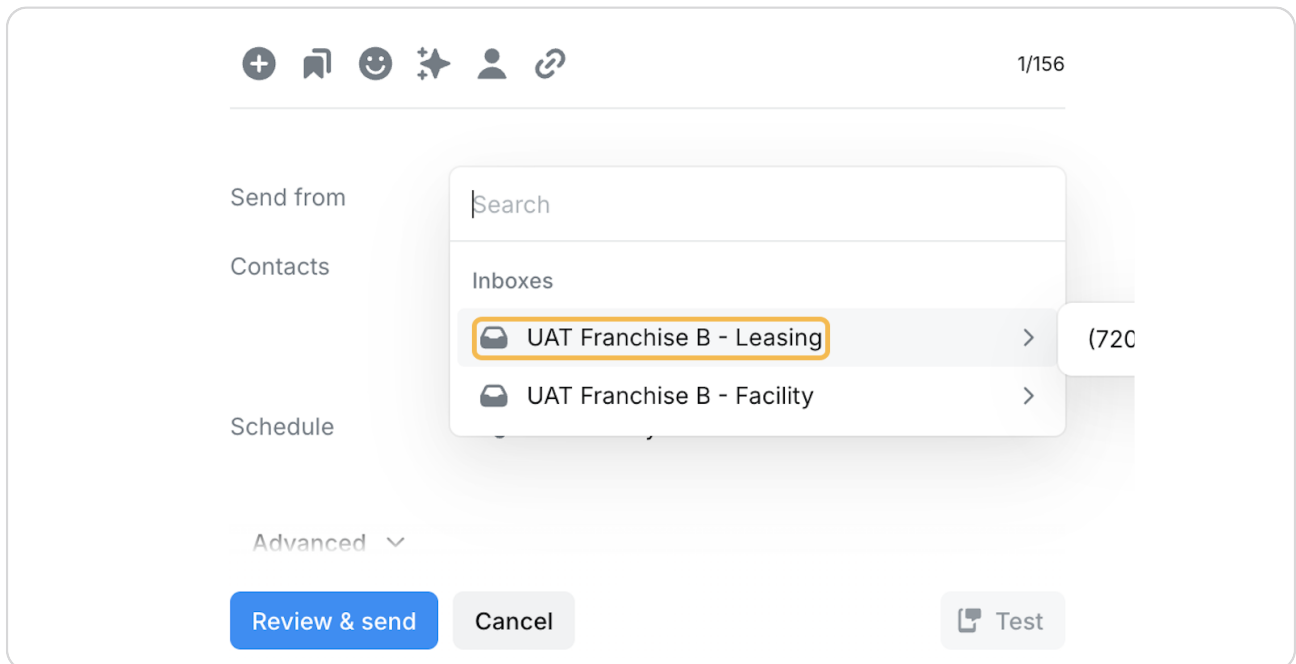 1/156
Send from
Search
Contacts
Inboxes
UAT Franchise B - Leasing
(720
UAT Franchise B - Facility
Schedule
Advanced
Review & send
Cancel
Test